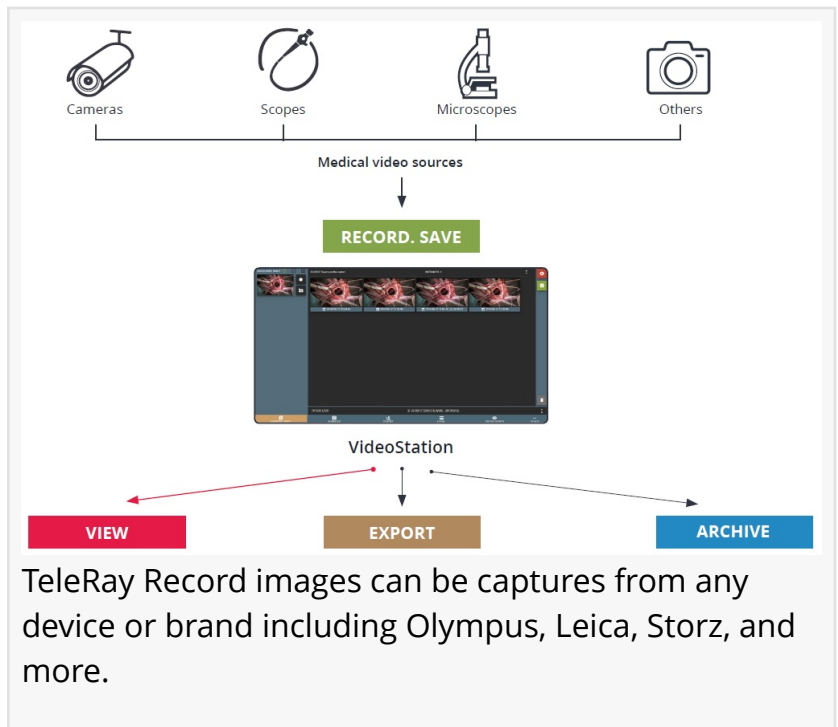 Cameras
Scopes
Microscopes
Others
Medical video sources
RECORD. SAVE
VideoStation
VIEW
EXPORT
ARCHIVE
TeleRay Record images can be captures from any
device or brand including Olympus, Leica, Storz, and
more.